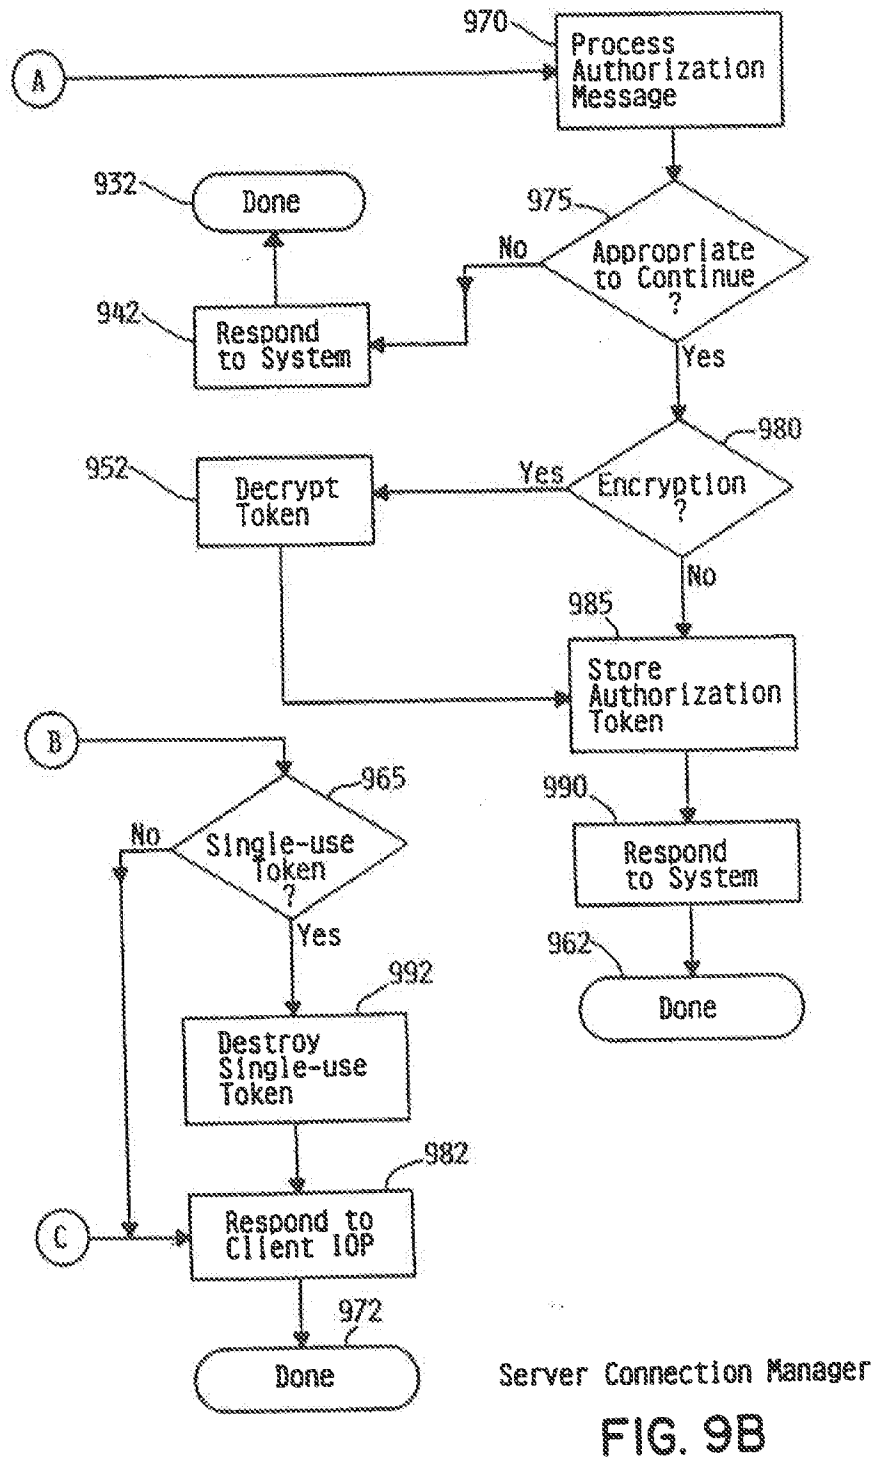 970
Process
Authorization
Message
A
932
Done
975
Appropriate
to Continue
?
No
942
Respond
to System
Yes
980
952
Decrypt
Token
Yes
Encryption
?
No
985
Store
Authorization
Token
B
965
990
No
Single-use
Token
?
Respond
to System
Yes
962
992
Done
Destroy
Single-use
Token
982
C
Respond to
Client IOP
972
Done
Server Connection Manager
FIG. 9B